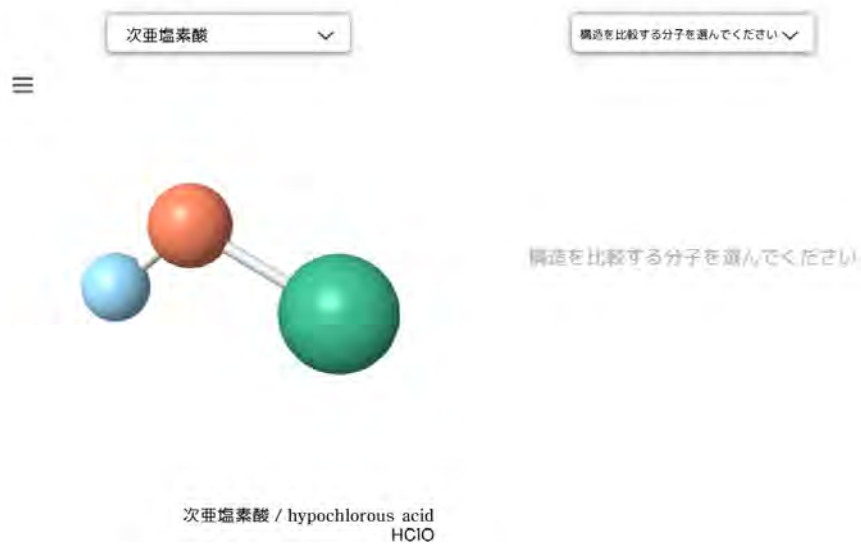 次亜塩素酸
構造を比較する分子を選んでください
構造を比較する分子を選んでください
次亜塩素酸 / hypochlorous acid
HClO